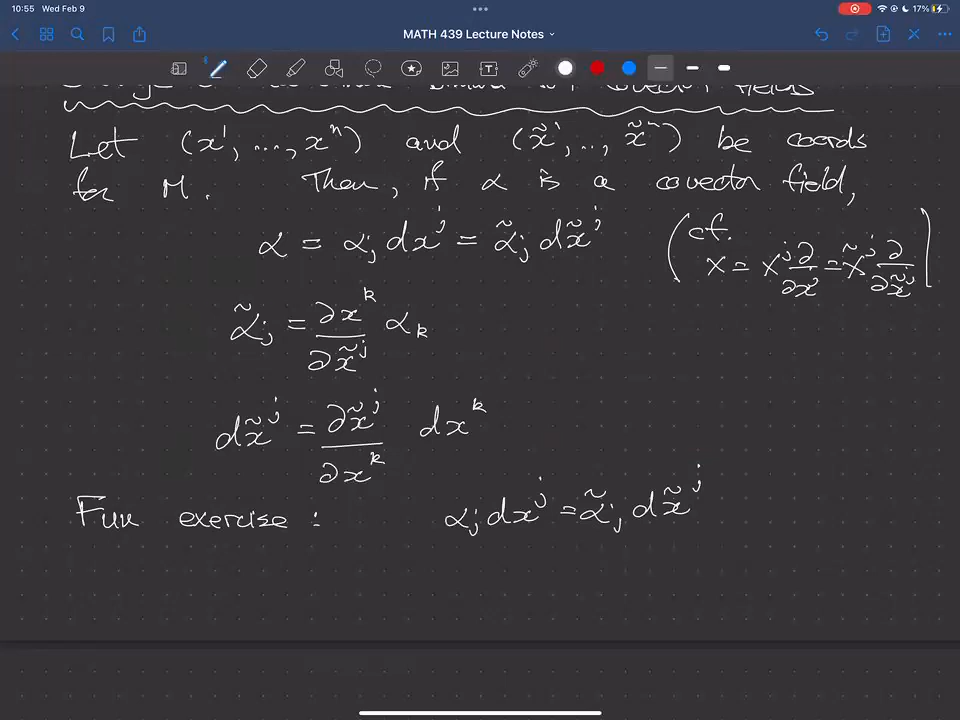 10:55 Wed Feb 9
17%
MATH 439 Lecture Notes
covector fields
Let (x¹, ..., xⁿ) and (x̃¹, .., x̃ⁿ) be coords
for M. Then, if α is a covector field,
α = αⱼ dxʲ = α̃ⱼ dx̃ʲ
(cf.
X = Xʲ ∂/∂xʲ = X̃ʲ ∂/∂x̃ʲ)
α̃ⱼ = ∂xᵏ/∂x̃ʲ αₖ
dx̃ʲ = ∂x̃ʲ/∂xᵏ dxᵏ
Fun exercise : αⱼ dxʲ = α̃ⱼ dx̃ʲ